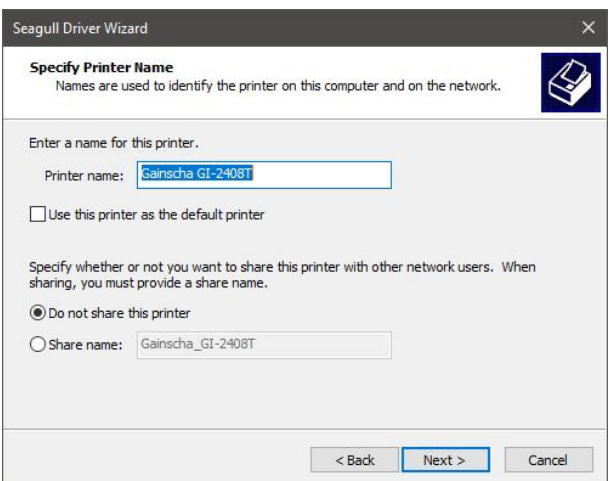 Seagull Driver Wizard
Specify Printer Name
Names are used to identify the printer on this computer and on the network.
Enter a name for this printer.
Printer name: Gainscha GI-2408T
Use this printer as the default printer
Specify whether or not you want to share this printer with other network users. When
sharing, you must provide a share name.
Do not share this printer
Share name: Gainscha_GI-2408T
< Back Next > Cancel